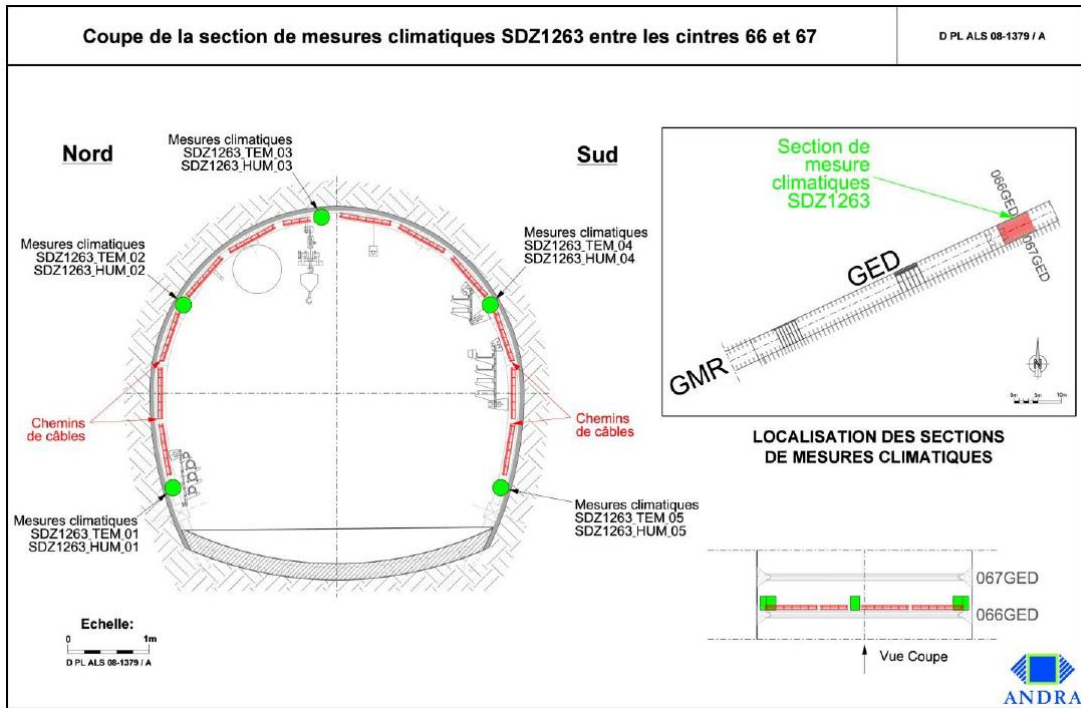 Coupe de la section de mesures climatiques SDZ1263 entre les cintres 66 et 67
D PL ALS 08-1379 / A
Nord
Mesures climatiques
SDZ1263_TEM_03
SDZ1263_HUM_03
Sud
Mesures climatiques
SDZ1263_TEM_02
SDZ1263_HUM_02
Mesures climatiques
SDZ1263_TEM_04
SDZ1263_HUM_04
Chemins
de câbles
Chemins
de câbles
Mesures climatiques
SDZ1263_TEM_01
SDZ1263_HUM_01
Mesures climatiques
SDZ1263_TEM_05
SDZ1263_HUM_05
Echelle:
0 1m
D PL ALS 08-1379 / A
Section de
mesure
climatiques
SDZ1263
066GED
067GED
GED
GMR
N
0m 5m 10m
LOCALISATION DES SECTIONS
DE MESURES CLIMATIQUES
067GED
066GED
Vue Coupe
ANDRA